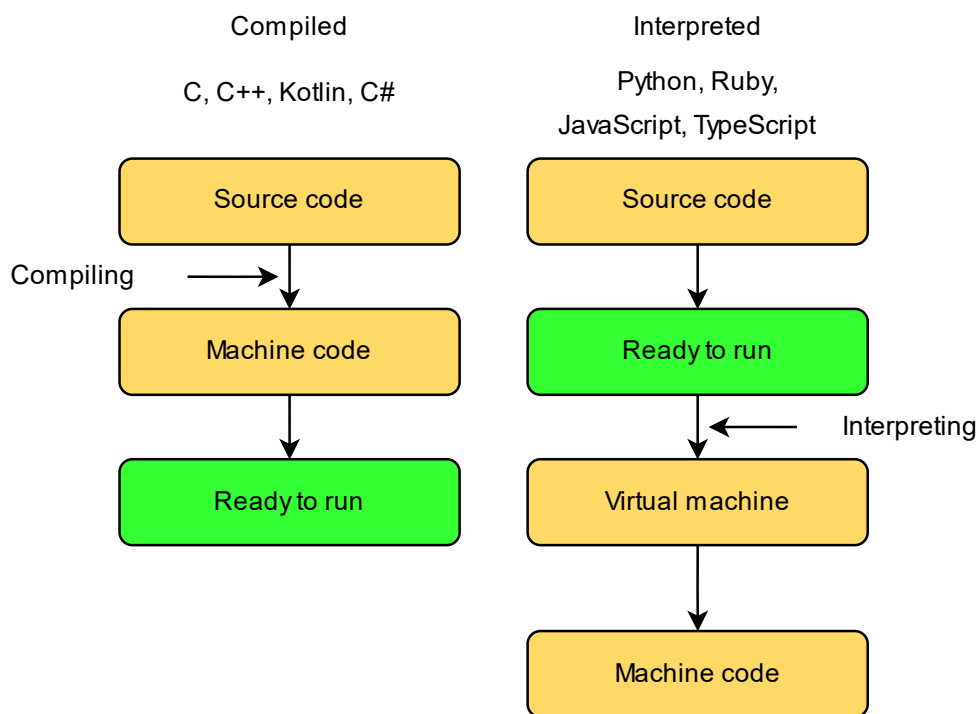 Compiled
C, C++, Kotlin, C#
Source code
Compiling
Machine code
Ready to run
Interpreted
Python, Ruby,
JavaScript, TypeScript
Source code
Ready to run
Interpreting
Virtual machine
Machine code